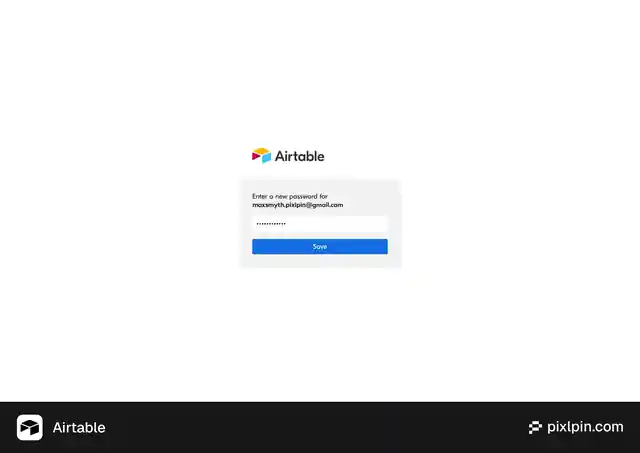 Airtable
Enter a new password for
maxsmyth.pixlpin@gmail.com
••••••••••••
Save
Airtable
pixlpin.com